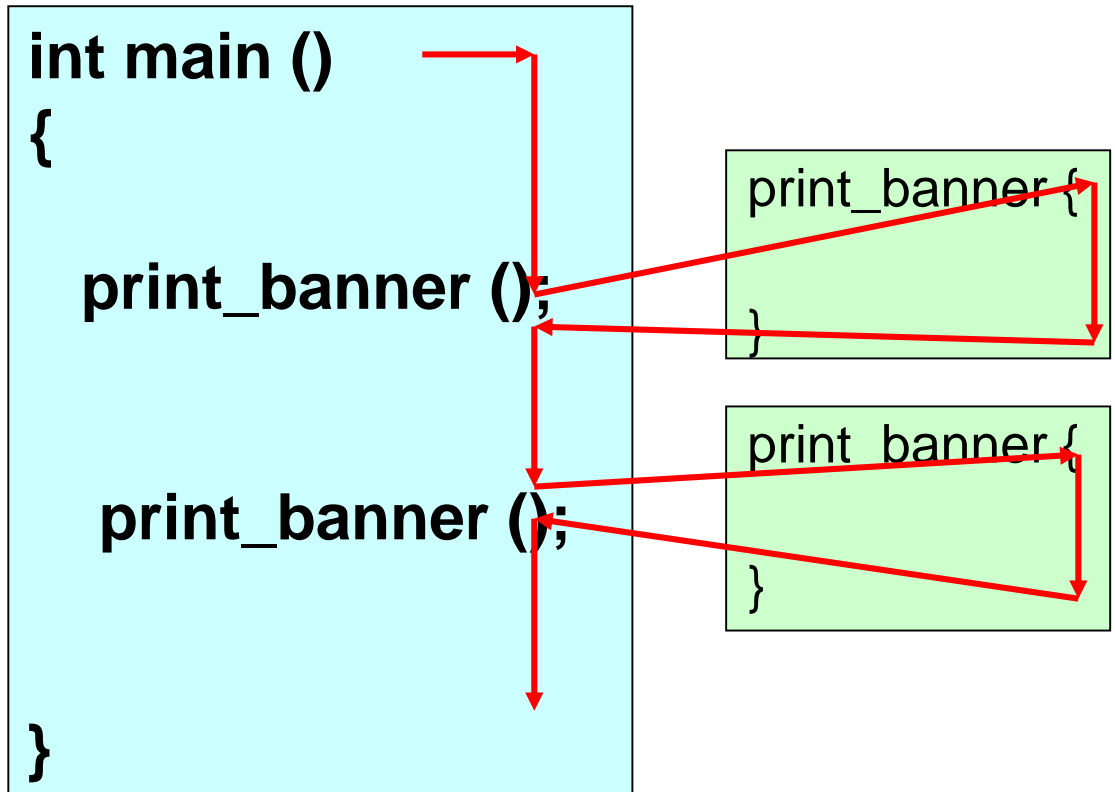 int main ()
{
print_banner ();
print_banner ();
}
print_banner {
}
print_banner {
}